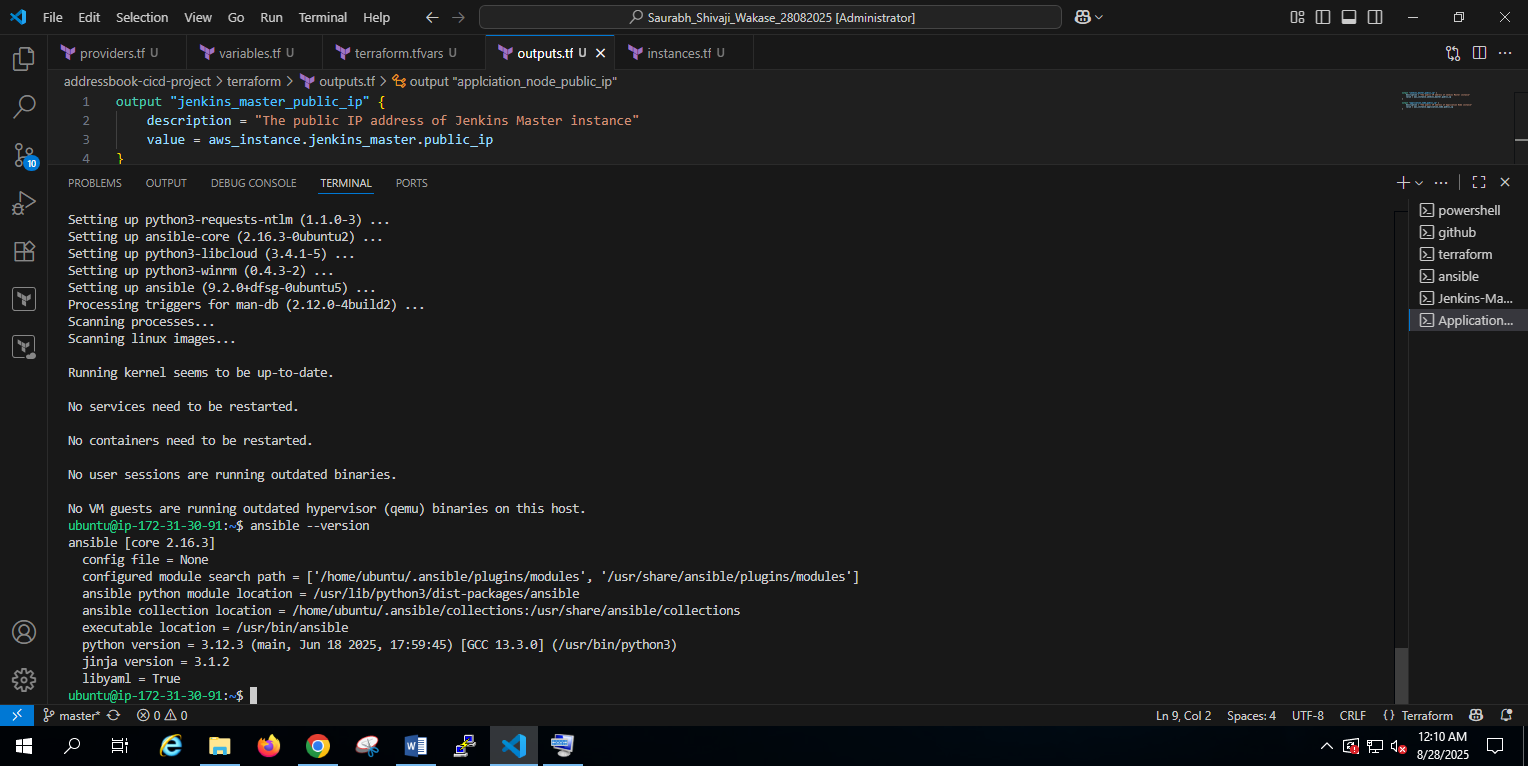 File Edit Selection View Go Run Terminal Help
Saurabh_Shivaji_Wakase_28082025 [Administrator]
providers.tf U
variables.tf U
terraform.tfvars U
outputs.tf U
instances.tf U
addressbook-cicd-project > terraform > outputs.tf > output "applciation_node_public_ip"
1 output "jenkins_master_public_ip" {
2 description = "The public IP address of Jenkins Master instance"
3 value = aws_instance.jenkins_master.public_ip
4 }
10
PROBLEMS OUTPUT DEBUG CONSOLE TERMINAL PORTS
Setting up python3-requests-ntlm (1.1.0-3) ...
Setting up ansible-core (2.16.3-0ubuntu2) ...
Setting up python3-libcloud (3.4.1-5) ...
Setting up python3-winrm (0.4.3-2) ...
Setting up ansible (9.2.0+dfsg-0ubuntu5) ...
Processing triggers for man-db (2.12.0-4build2) ...
Scanning processes...
Scanning linux images...
Running kernel seems to be up-to-date.
No services need to be restarted.
No containers need to be restarted.
No user sessions are running outdated binaries.
No VM guests are running outdated hypervisor (qemu) binaries on this host.
ubuntu@ip-172-31-30-91:~$ ansible --version
ansible [core 2.16.3]
config file = None
configured module search path = ['/home/ubuntu/.ansible/plugins/modules', '/usr/share/ansible/plugins/modules']
ansible python module location = /usr/lib/python3/dist-packages/ansible
ansible collection location = /home/ubuntu/.ansible/collections:/usr/share/ansible/collections
executable location = /usr/bin/ansible
python version = 3.12.3 (main, Jun 18 2025, 17:59:45) [GCC 13.3.0] (/usr/bin/python3)
jinja version = 3.1.2
libyaml = True
ubuntu@ip-172-31-30-91:~$
powershell
github
terraform
ansible
Jenkins-Ma...
Application...
master* 0 0
Ln 9, Col 2 Spaces: 4 UTF-8 CRLF {} Terraform
12:10 AM
8/28/2025